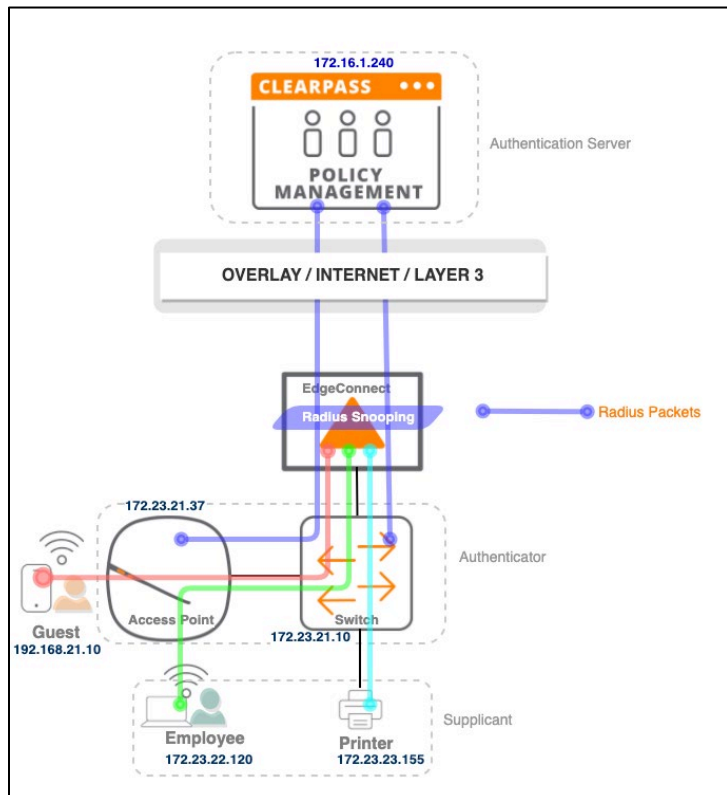 172.16.1.240
CLEARPASS
POLICY
MANAGEMENT
Authentication Server
OVERLAY / INTERNET / LAYER 3
EdgeConnect
Radius Snooping
Radius Packets
172.23.21.37
Authenticator
Access Point
Switch
172.23.21.10
Guest
192.168.21.10
Employee
172.23.22.120
Printer
172.23.23.155
Supplicant